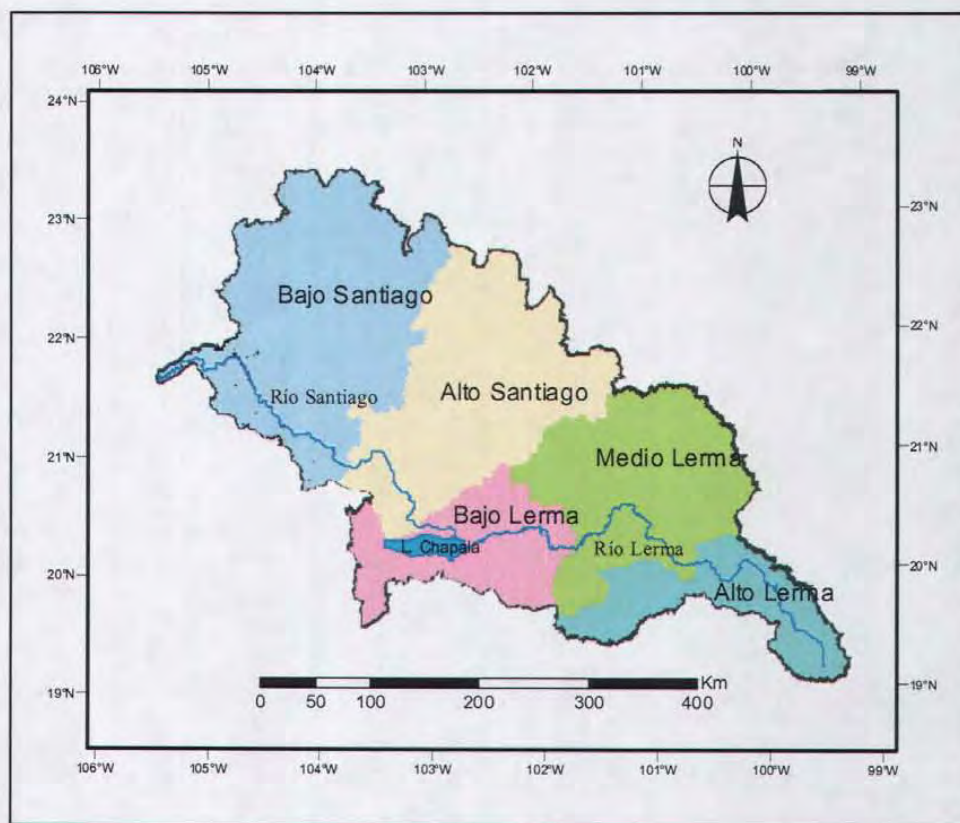 106°W 105°W 104°W 103°W 102°W 101°W 100°W 99°W
24°N
N
23°N
23°N
Bajo Santiago
22°N
22°N
Alto Santiago
Río Santiago
21°N
21°N
Medio Lerma
Bajo Lerma
L. Chapala
Río Lerma
20°N
20°N
Alto Lerma
19°N
19°N
Km
0 50 100 200 300 400
106°W 105°W 104°W 103°W 102°W 101°W 100°W 99°W